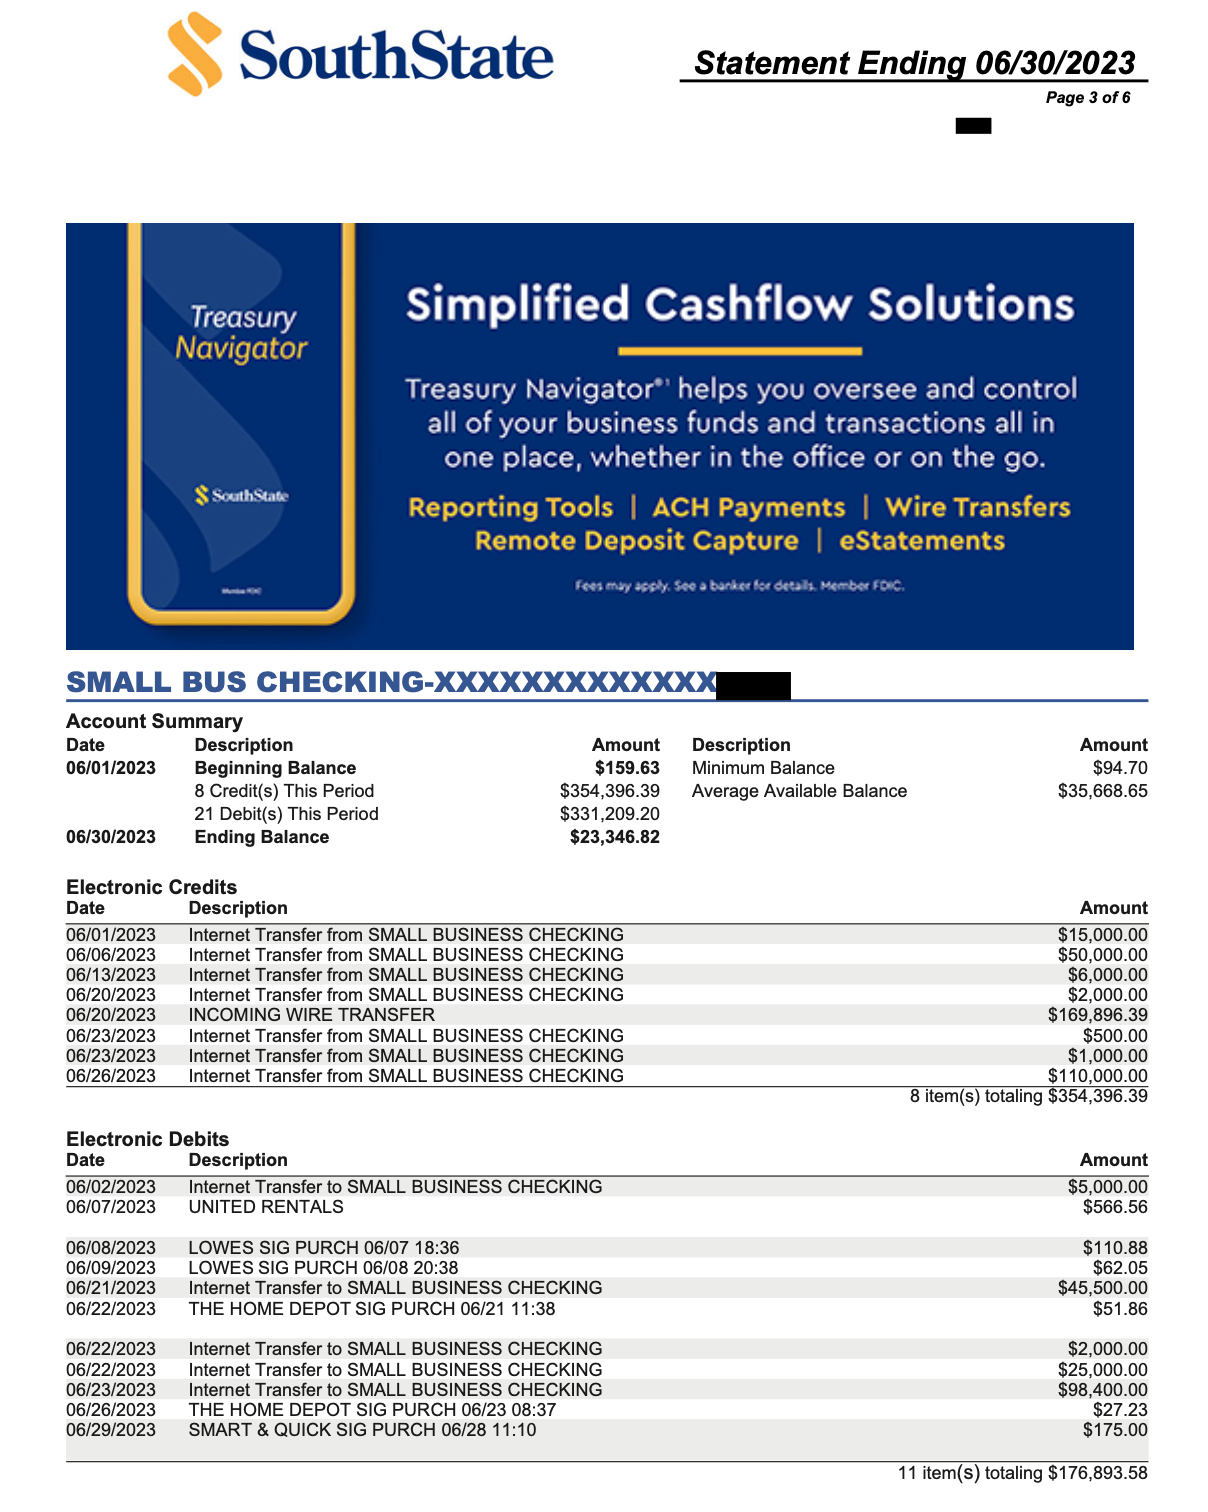 SouthState
Statement Ending 06/30/2023
Page 3 of 6
Treasury
Navigator
SouthState
Member FDIC
Simplified Cashflow Solutions
Treasury Navigator®¹ helps you oversee and control
all of your business funds and transactions all in
one place, whether in the office or on the go.
Reporting Tools | ACH Payments | Wire Transfers
Remote Deposit Capture | eStatements
Fees may apply. See a banker for details. Member FDIC.
SMALL BUS CHECKING-XXXXXXXXXXXXX
Account Summary
Date Description Amount Description Amount
06/01/2023 Beginning Balance $159.63 Minimum Balance $94.70
8 Credit(s) This Period $354,396.39 Average Available Balance $35,668.65
21 Debit(s) This Period $331,209.20
06/30/2023 Ending Balance $23,346.82
Electronic Credits
Date Description Amount
06/01/2023 Internet Transfer from SMALL BUSINESS CHECKING $15,000.00
06/06/2023 Internet Transfer from SMALL BUSINESS CHECKING $50,000.00
06/13/2023 Internet Transfer from SMALL BUSINESS CHECKING $6,000.00
06/20/2023 Internet Transfer from SMALL BUSINESS CHECKING $2,000.00
06/20/2023 INCOMING WIRE TRANSFER $169,896.39
06/23/2023 Internet Transfer from SMALL BUSINESS CHECKING $500.00
06/23/2023 Internet Transfer from SMALL BUSINESS CHECKING $1,000.00
06/26/2023 Internet Transfer from SMALL BUSINESS CHECKING $110,000.00
8 item(s) totaling $354,396.39
Electronic Debits
Date Description Amount
06/02/2023 Internet Transfer to SMALL BUSINESS CHECKING $5,000.00
06/07/2023 UNITED RENTALS $566.56
06/08/2023 LOWES SIG PURCH 06/07 18:36 $110.88
06/09/2023 LOWES SIG PURCH 06/08 20:38 $62.05
06/21/2023 Internet Transfer to SMALL BUSINESS CHECKING $45,500.00
06/22/2023 THE HOME DEPOT SIG PURCH 06/21 11:38 $51.86
06/22/2023 Internet Transfer to SMALL BUSINESS CHECKING $2,000.00
06/22/2023 Internet Transfer to SMALL BUSINESS CHECKING $25,000.00
06/23/2023 Internet Transfer to SMALL BUSINESS CHECKING $98,400.00
06/26/2023 THE HOME DEPOT SIG PURCH 06/23 08:37 $27.23
06/29/2023 SMART & QUICK SIG PURCH 06/28 11:10 $175.00
11 item(s) totaling $176,893.58